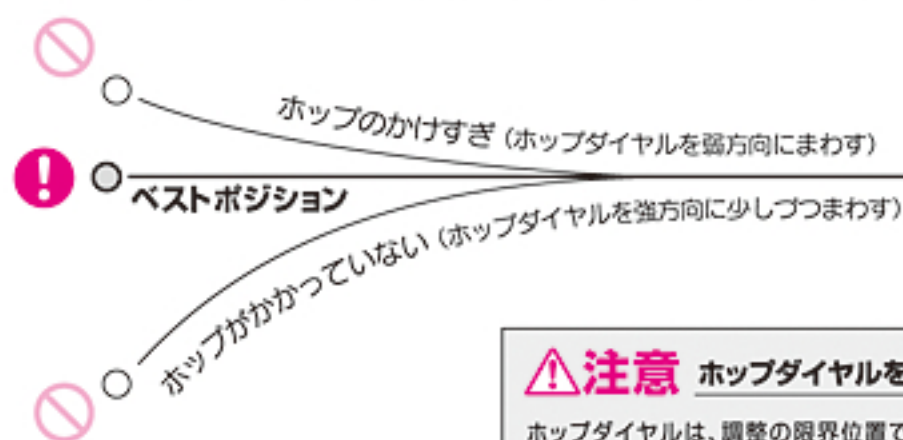 ホップのかけすぎ（ホップダイヤルを弱方向にまわす）
ベストポジション
ホップがかかっていない（ホップダイヤルを強方向に少しづつまわす）
注意 ホップダイヤルを
ホップダイヤルは、調整の限界位置で